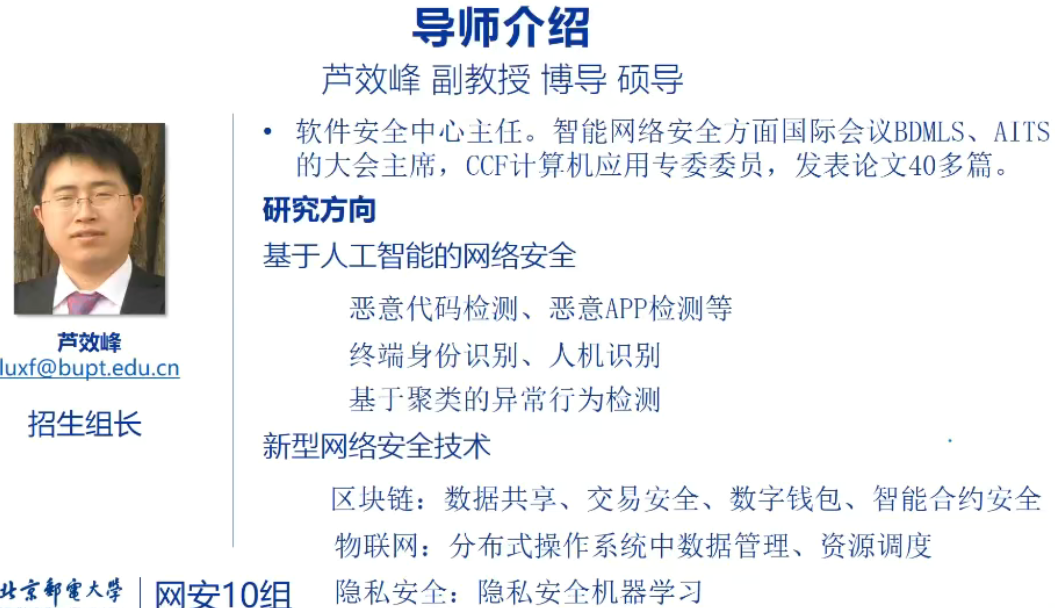 导师介绍
芦效峰 副教授 博导 硕导
• 软件安全中心主任。智能网络安全方面国际会议BDMLS、AITS
的大会主席，CCF计算机应用专委委员，发表论文40多篇。
研究方向
基于人工智能的网络安全
恶意代码检测、恶意APP检测等
终端身份识别、人机识别
基于聚类的异常行为检测
新型网络安全技术
区块链：数据共享、交易安全、数字钱包、智能合约安全
物联网：分布式操作系统中数据管理、资源调度
隐私安全：隐私安全机器学习
芦效峰
luxf@bupt.edu.cn
招生组长
北京邮电大学
网安10组